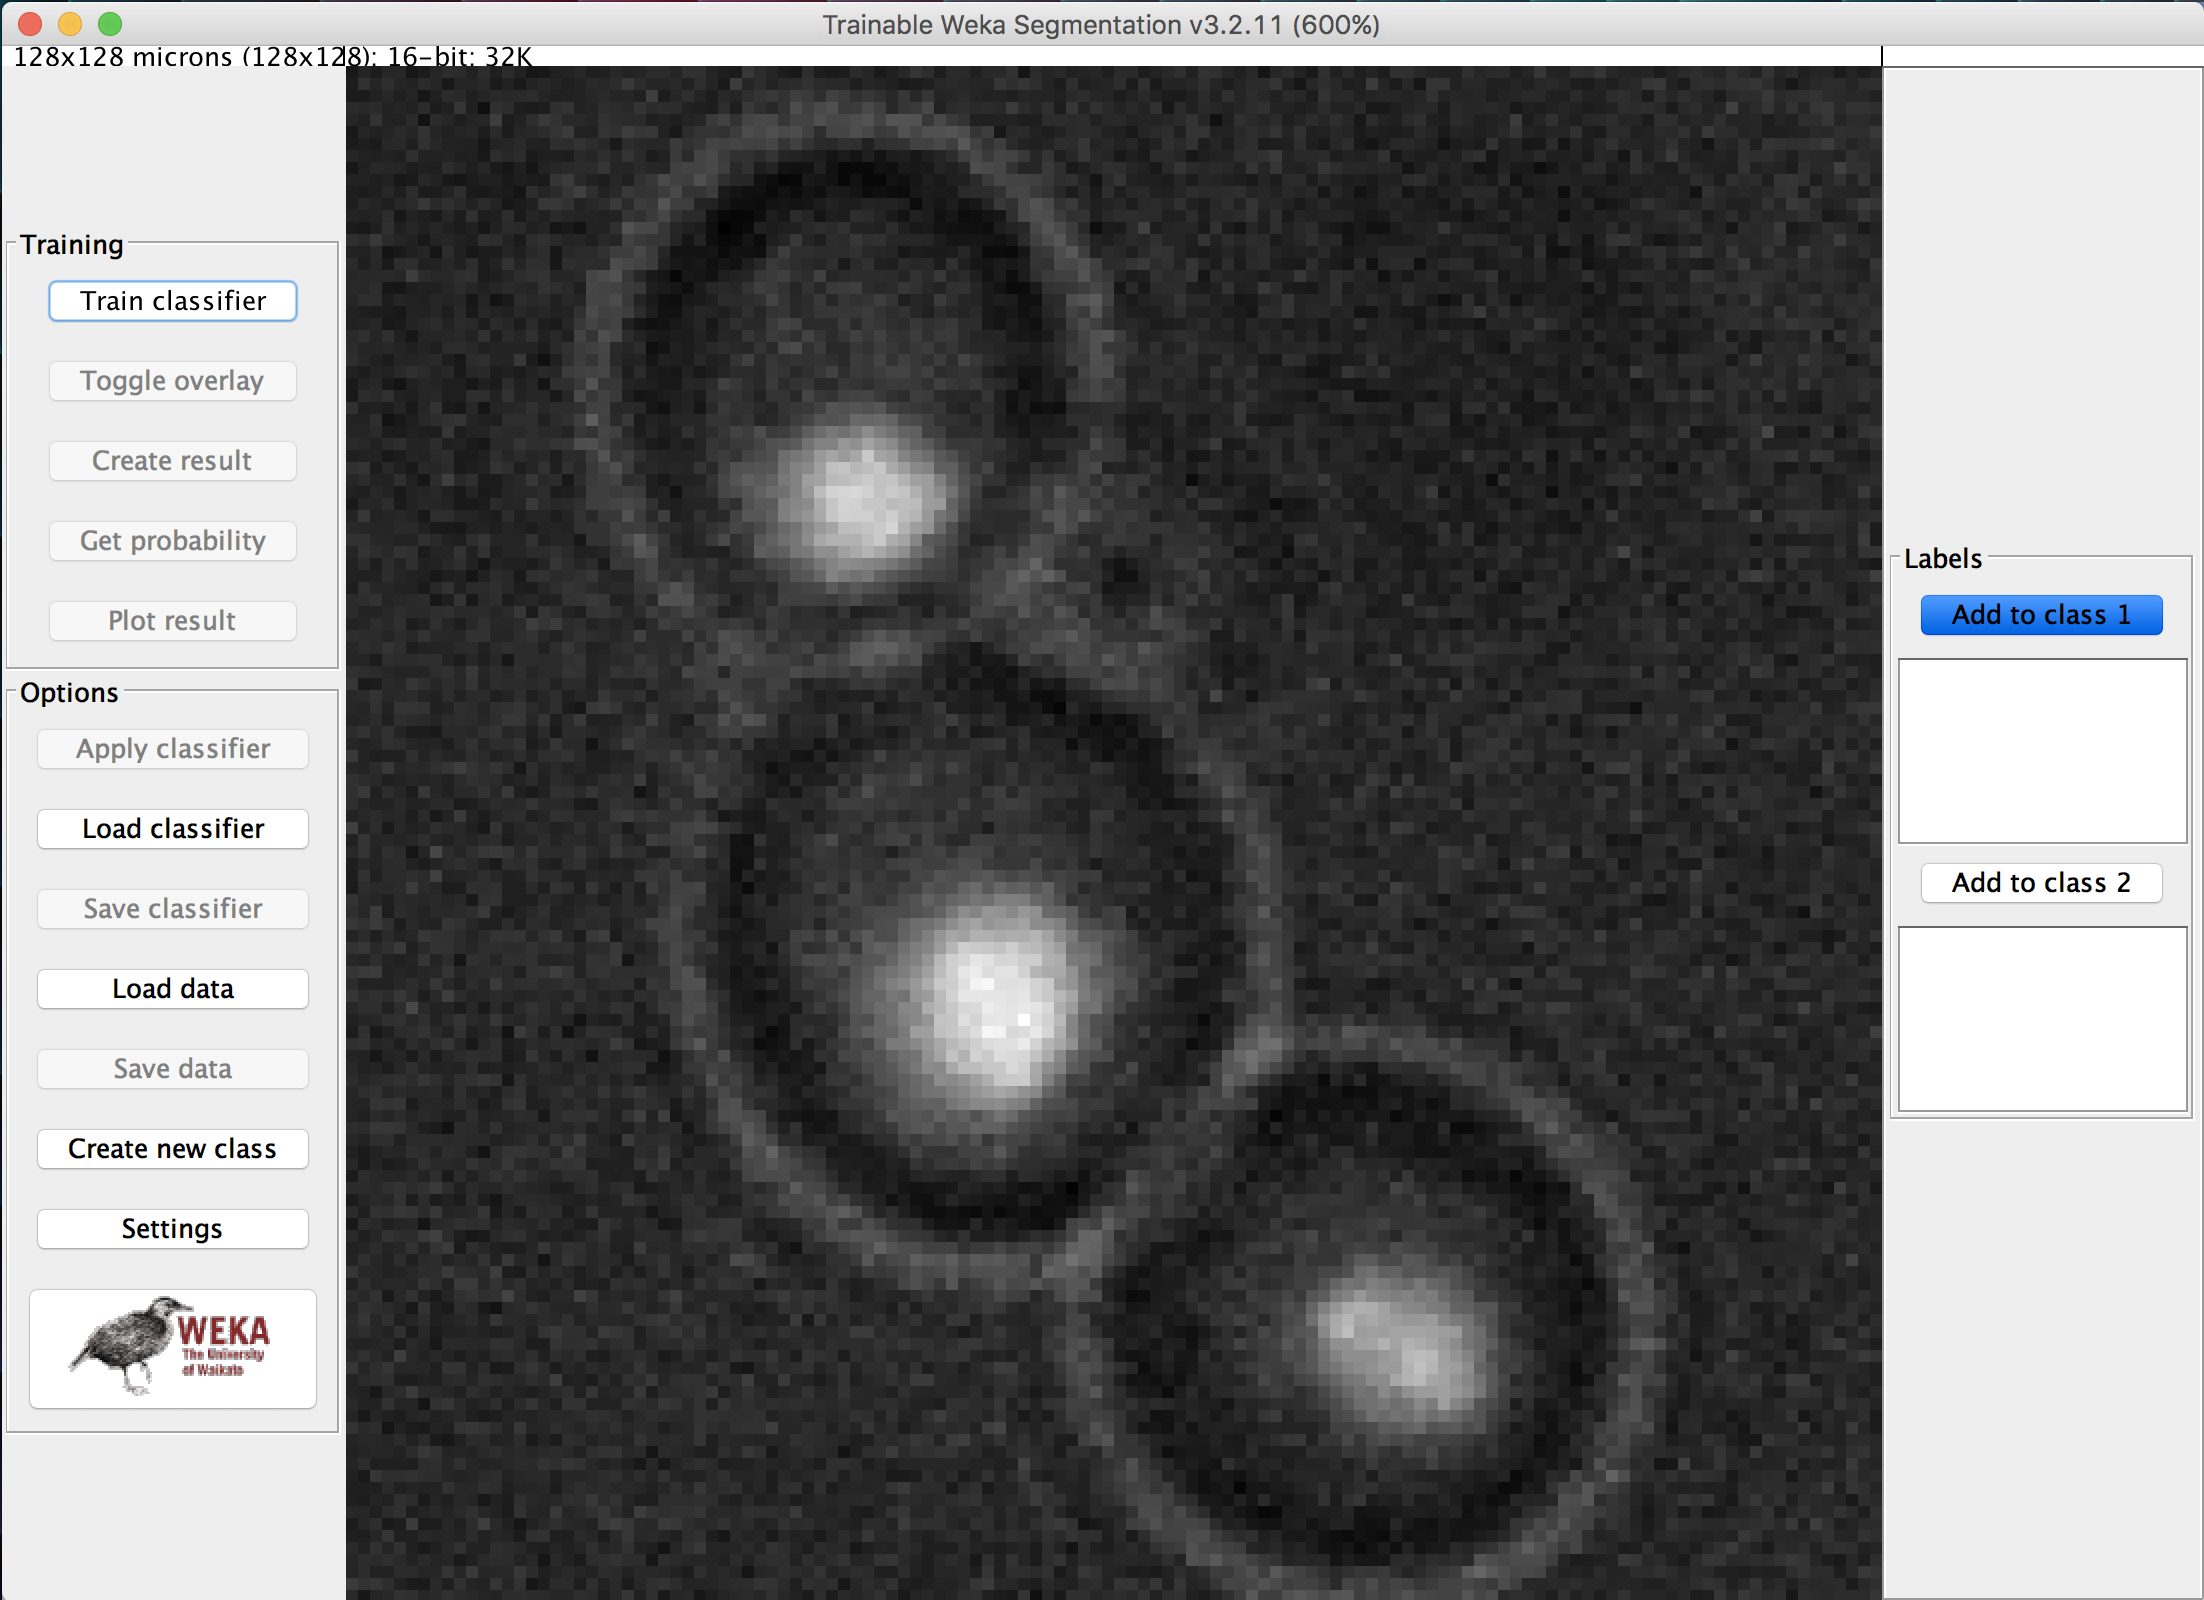 Trainable Weka Segmentation v3.2.11 (600%)
128x128 microns (128x128); 16-bit; 32K
Training
Train classifier
Toggle overlay
Create result
Get probability
Plot result
Options
Apply classifier
Load classifier
Save classifier
Load data
Save data
Create new class
Settings
WEKA
The University
of Waikato
Labels
Add to class 1
Add to class 2